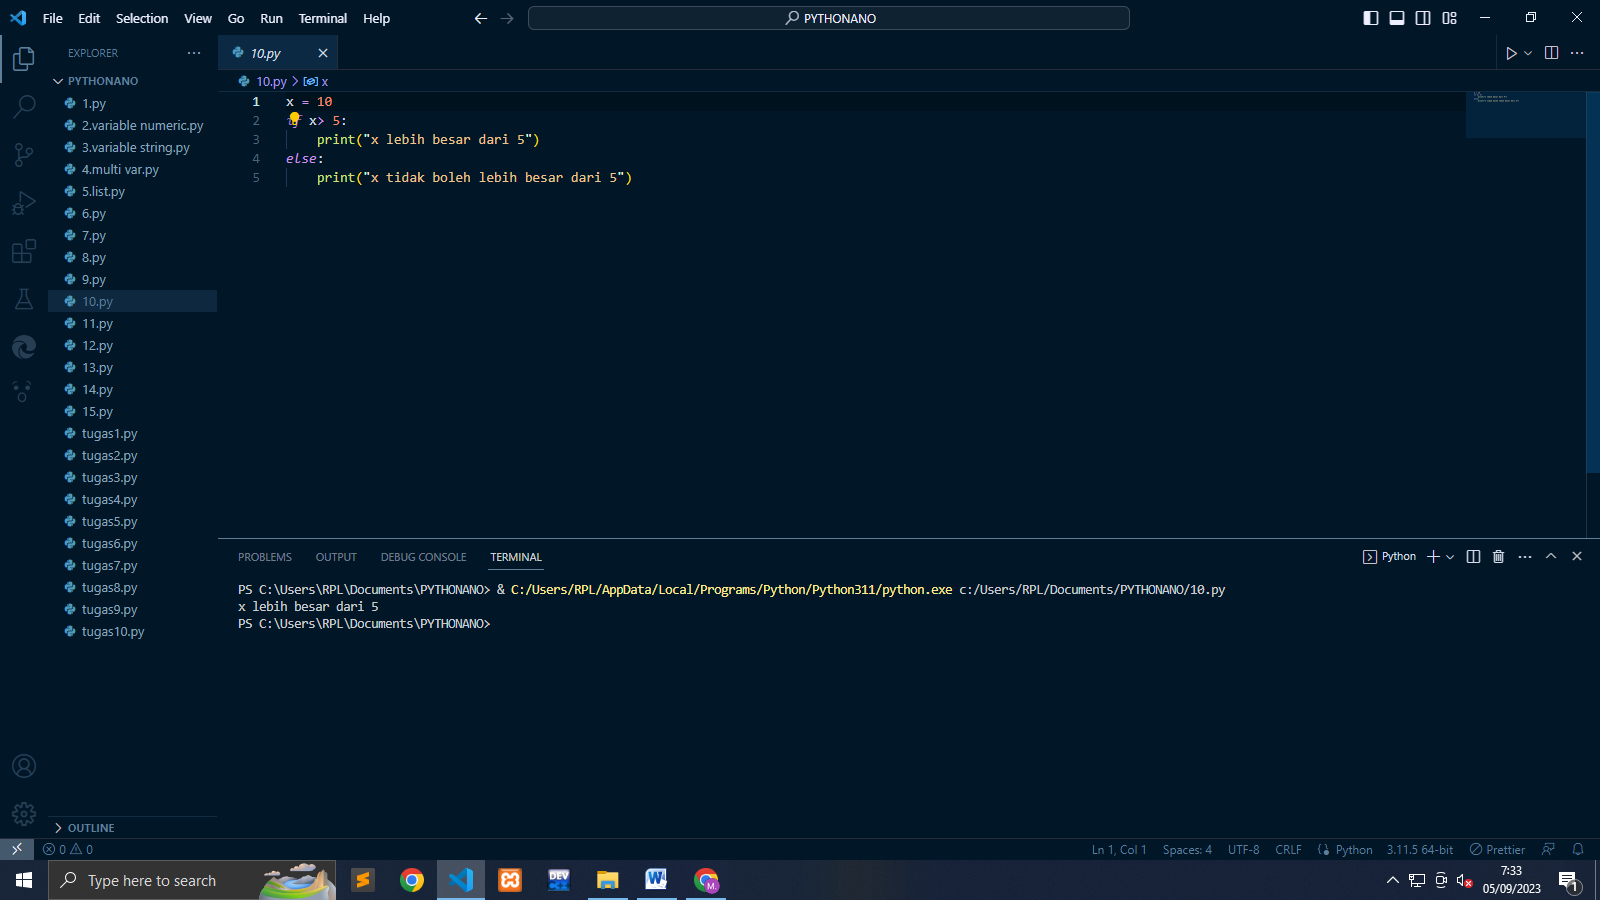 File Edit Selection View Go Run Terminal Help
PYTHONANO
EXPLORER
PYTHONANO
1.py
2.variable numeric.py
3.variable string.py
4.multi var.py
5.list.py
6.py
7.py
8.py
9.py
10.py
11.py
12.py
13.py
14.py
15.py
tugas1.py
tugas2.py
tugas3.py
tugas4.py
tugas5.py
tugas6.py
tugas7.py
tugas8.py
tugas9.py
tugas10.py
OUTLINE
10.py
10.py > x
1 x = 10
2 if x> 5:
3 print("x lebih besar dari 5")
4 else:
5 print("x tidak boleh lebih besar dari 5")
PROBLEMS OUTPUT DEBUG CONSOLE TERMINAL
Python
PS C:\Users\RPL\Documents\PYTHONANO> & C:/Users/RPL/AppData/Local/Programs/Python/Python311/python.exe c:/Users/RPL/Documents/PYTHONANO/10.py
x lebih besar dari 5
PS C:\Users\RPL\Documents\PYTHONANO>
0 0
Ln 1, Col 1 Spaces: 4 UTF-8 CRLF Python 3.11.5 64-bit Prettier
Type here to search
DEV
M.
7:33
05/09/2023
1